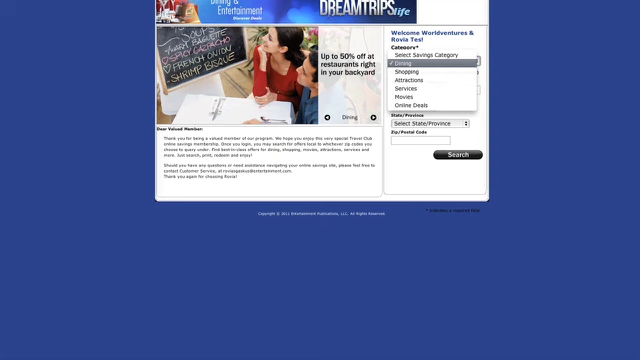 Dining &
Entertainment
Discover Deals
DREAMTRIPSlife
SOUPS
SPICY GAZPACHO
FRENCH ONION
SHRIMP BISQUE
Up to 50% off at
restaurants right
in your backyard
Dining
Welcome Worldventures &
Rovia Tes!
Category*
Select Savings Category
✓ Dining
Shopping
Attractions
Services
Movies
Online Deals
State/Province
Select State/Province
Zip/Postal Code
Search
Dear Valued Member:
Thank you for being a valued member of our program. We hope you enjoy this very special Travel Club
online savings membership. Once you login, you may search for offers local to whichever zip codes you
choose to query under. Find best-in-class offers for dining, shopping, movies, attractions, services and
more. Just search, print, redeem and enjoy!
Should you have any questions or need assistance navigating your online savings site, please feel free to
contact Customer Service, at
Thank you again for choosing Rovia!
Copyright © 2011 Entertainment Publications, LLC. All Rights Reserved.
* Indicates a required field